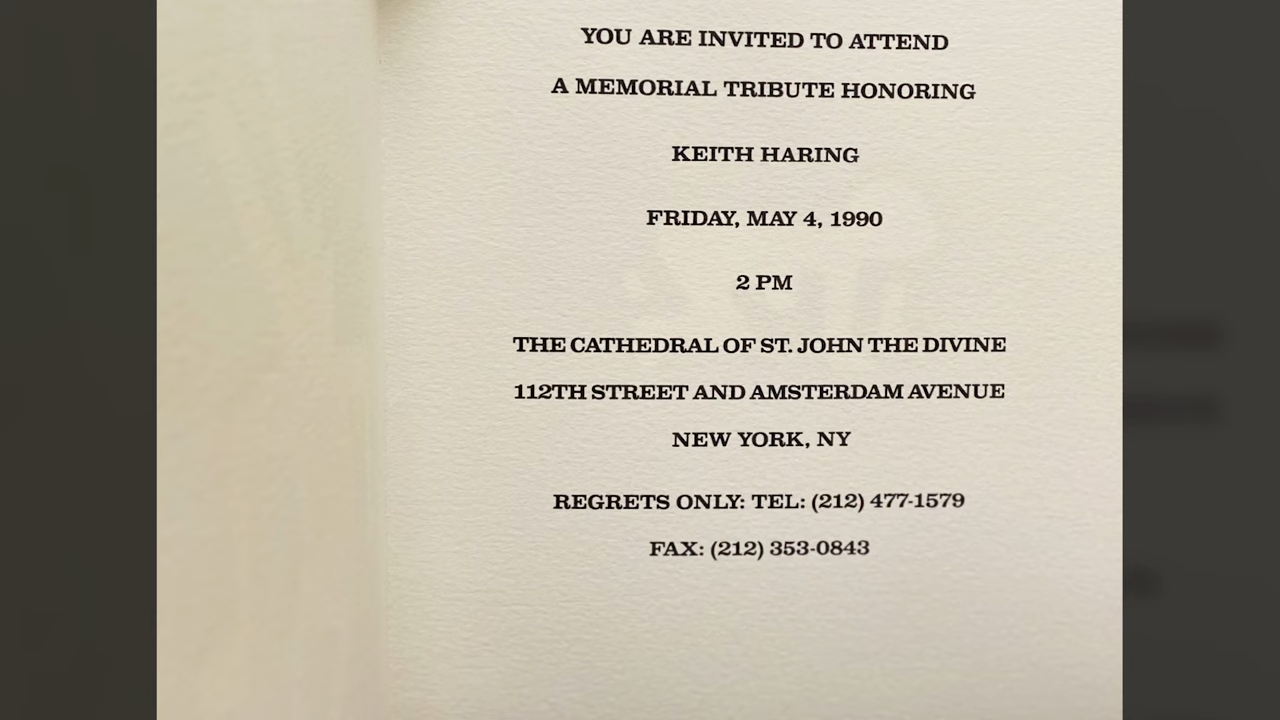 YOU ARE INVITED TO ATTEND
A MEMORIAL TRIBUTE HONORING
KEITH HARING
FRIDAY, MAY 4, 1990
2 PM
THE CATHEDRAL OF ST. JOHN THE DIVINE
112TH STREET AND AMSTERDAM AVENUE
NEW YORK, NY
REGRETS ONLY: TEL: (212) 477-1579
FAX: (212) 353-0843